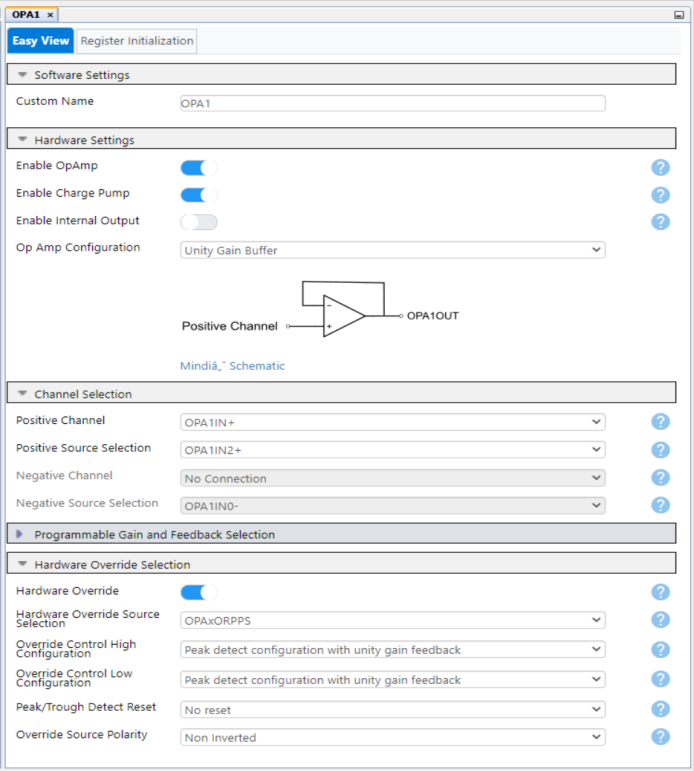 OPA1 ×
Easy View Register Initialization
Software Settings
Custom Name OPA1
Hardware Settings
Enable OpAmp ?
Enable Charge Pump ?
Enable Internal Output ?
Op Amp Configuration Unity Gain Buffer
−
Positive Channel + OPA1OUT
Mindiâ„¢ Schematic
Channel Selection
Positive Channel OPA1IN+ ?
Positive Source Selection OPA1IN2+ ?
Negative Channel No Connection ?
Negative Source Selection OPA1IN0- ?
Programmable Gain and Feedback Selection
Hardware Override Selection
Hardware Override ?
Hardware Override Source
Selection OPAxORPPS ?
Override Control High
Configuration Peak detect configuration with unity gain feedback ?
Override Control Low
Configuration Peak detect configuration with unity gain feedback ?
Peak/Trough Detect Reset No reset ?
Override Source Polarity Non Inverted ?